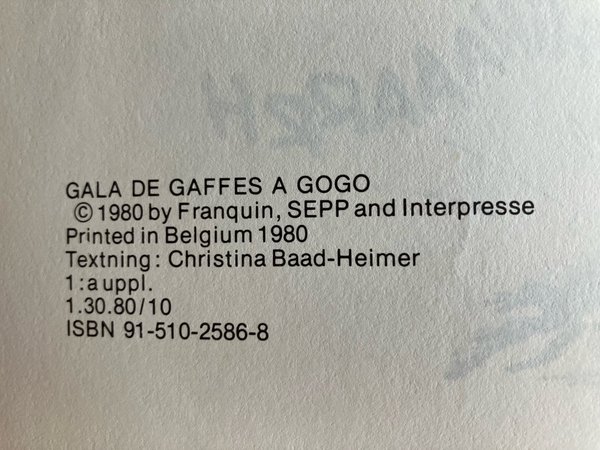 GALA DE GAFFES A GOGO
© 1980 by Franquin, SEPP and Interpresse
Printed in Belgium 1980
Textning: Christina Baad-Heimer
1:a uppl.
1.30.80/10
ISBN 91-510-2586-8